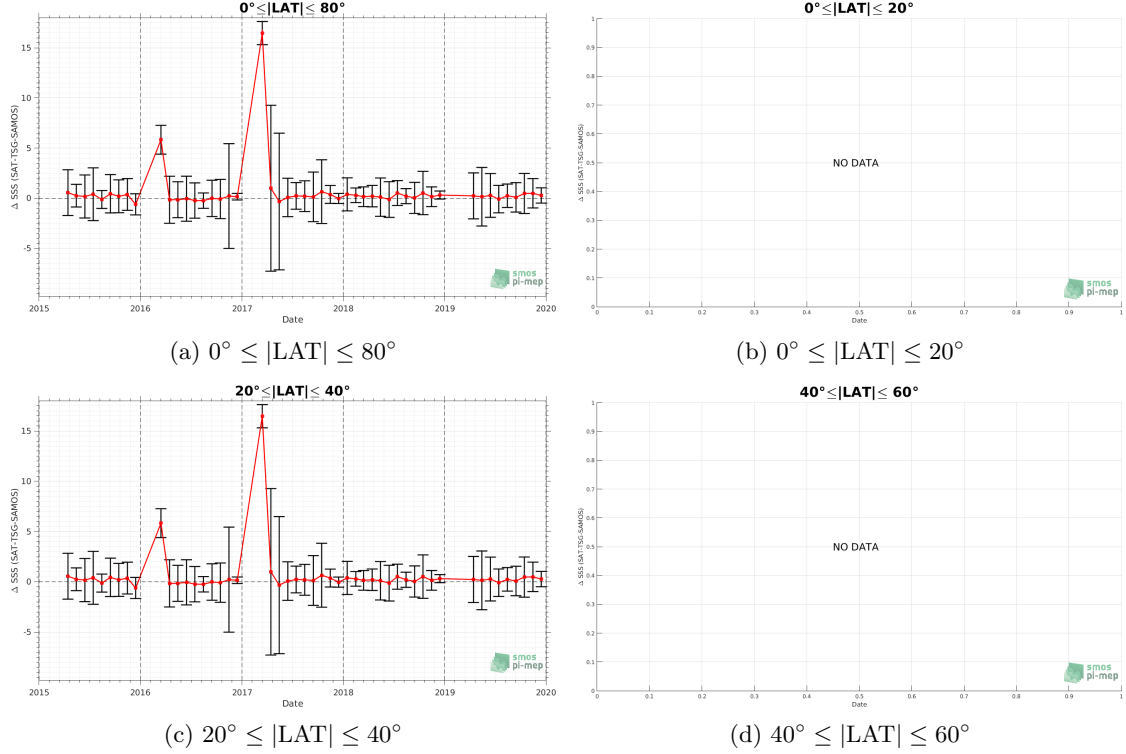 0°≤|LAT|≤ 80°
Δ SSS (SAT-TSG-SAMOS)
15
10
5
0
-5
2015
2016
2017
2018
2019
2020
Date
smos
pi-mep
(a) 0° ≤ |LAT| ≤ 80°
0°≤|LAT|≤ 20°
Δ SSS (SAT-TSG-SAMOS)
1
0.9
0.8
0.7
0.6
0.5
0.4
0.3
0.2
0.1
0
NO DATA
0
0.1
0.2
0.3
0.4
0.5
0.6
0.7
0.8
0.9
1
Date
smos
pi-mep
(b) 0° ≤ |LAT| ≤ 20°
20°≤|LAT|≤ 40°
Δ SSS (SAT-TSG-SAMOS)
15
10
5
0
-5
2015
2016
2017
2018
2019
2020
Date
smos
pi-mep
(c) 20° ≤ |LAT| ≤ 40°
40°≤|LAT|≤ 60°
Δ SSS (SAT-TSG-SAMOS)
1
0.9
0.8
0.7
0.6
0.5
0.4
0.3
0.2
0.1
0
NO DATA
0
0.1
0.2
0.3
0.4
0.5
0.6
0.7
0.8
0.9
1
Date
smos
pi-mep
(d) 40° ≤ |LAT| ≤ 60°